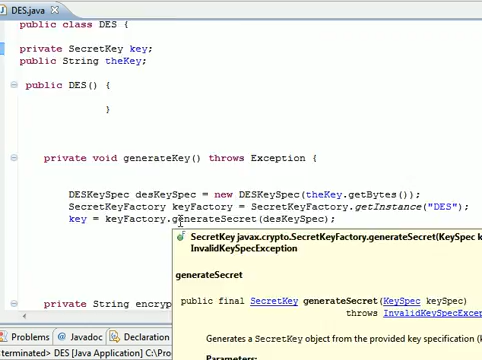 DES.java
public class DES {
private SecretKey key;
public String theKey;
public DES() {
}
private void generateKey() throws Exception {
DESKeySpec desKeySpec = new DESKeySpec(theKey.getBytes());
SecretKeyFactory keyFactory = SecretKeyFactory.getInstance("DES");
key = keyFactory.generateSecret(desKeySpec);
SecretKey javax.crypto.SecretKeyFactory.generateSecret(KeySpec k
InvalidKeySpecException
generateSecret
public final SecretKey generateSecret(KeySpec keySpec)
throws InvalidKeySpecExcep
Generates a SecretKey object from the provided key specification (key
Parameters:
private String encryp
Problems @ Javadoc Declaration
terminated> DES [Java Application] C:\Pro